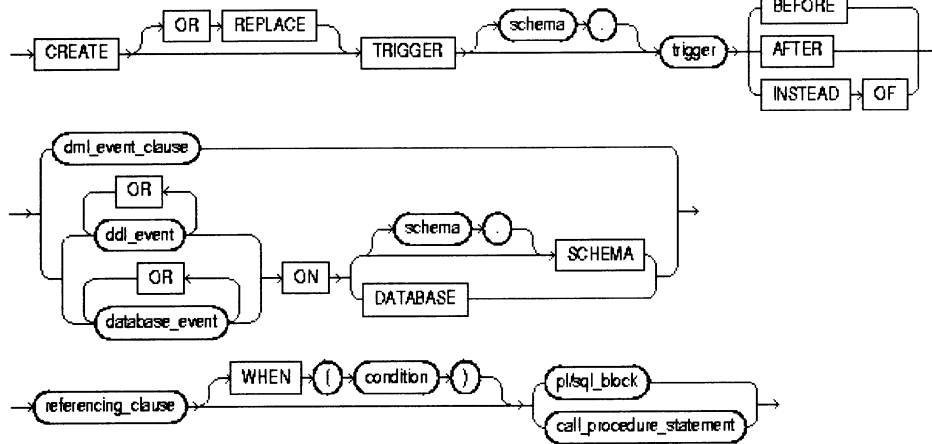 BEFORE
OR REPLACE schema .
CREATE TRIGGER trigger AFTER
INSTEAD OF
dml_event_clause
OR
schema .
ddl_event SCHEMA
OR ON
DATABASE
database_event
WHEN ( condition ) pl/sql_block
referencing_clause
call_procedure_statement